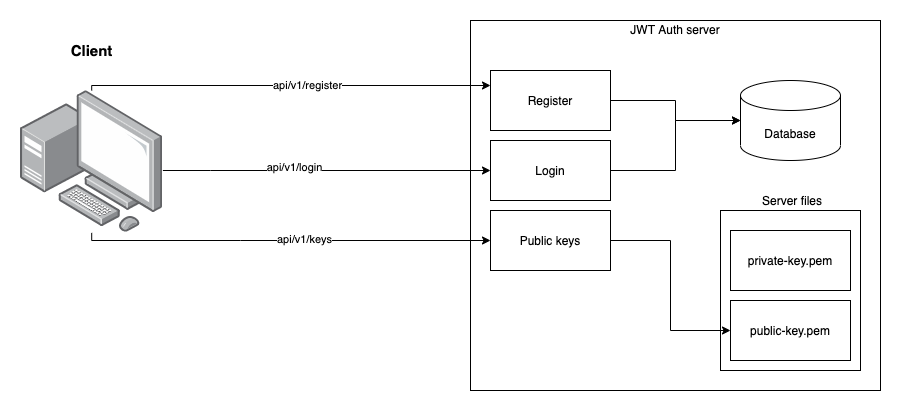 JWT Auth server
Client
api/v1/register
Register
Database
api/v1/login
Login
Server files
api/v1/keys
Public keys
private-key.pem
public-key.pem